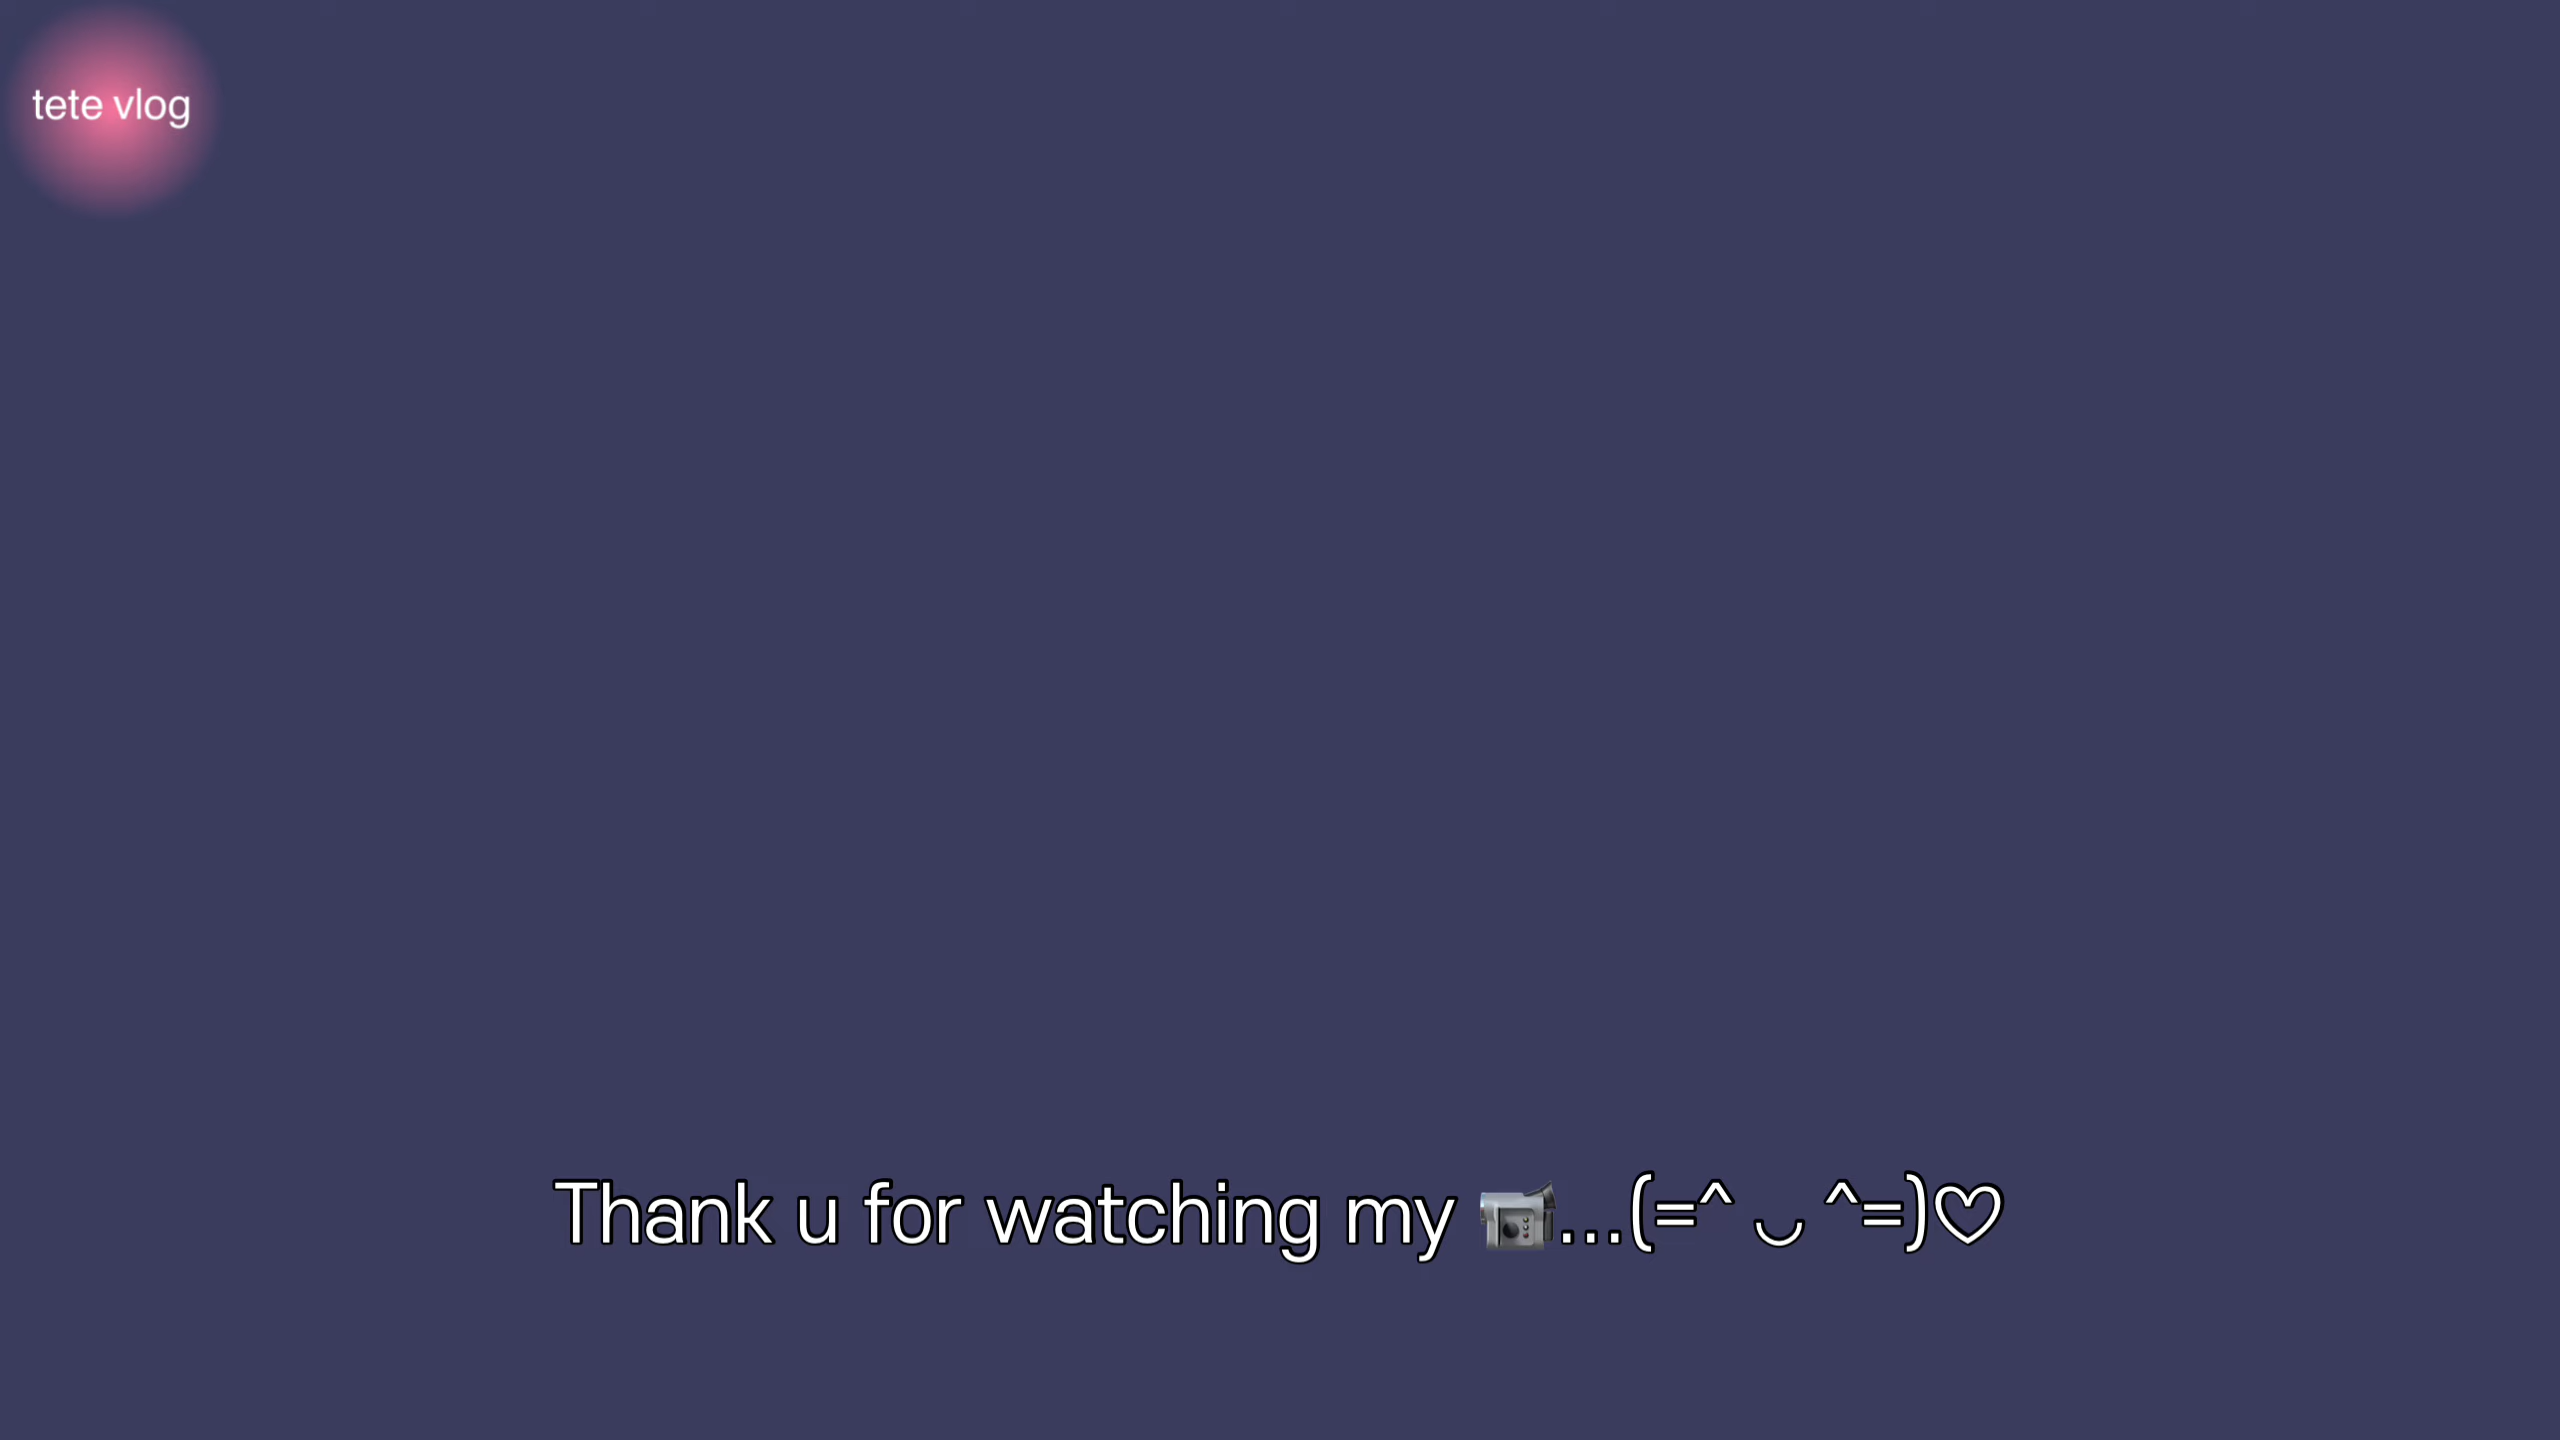 tete vlog
Thank u for watching my 📹...(=^ ◡ ^=)♡